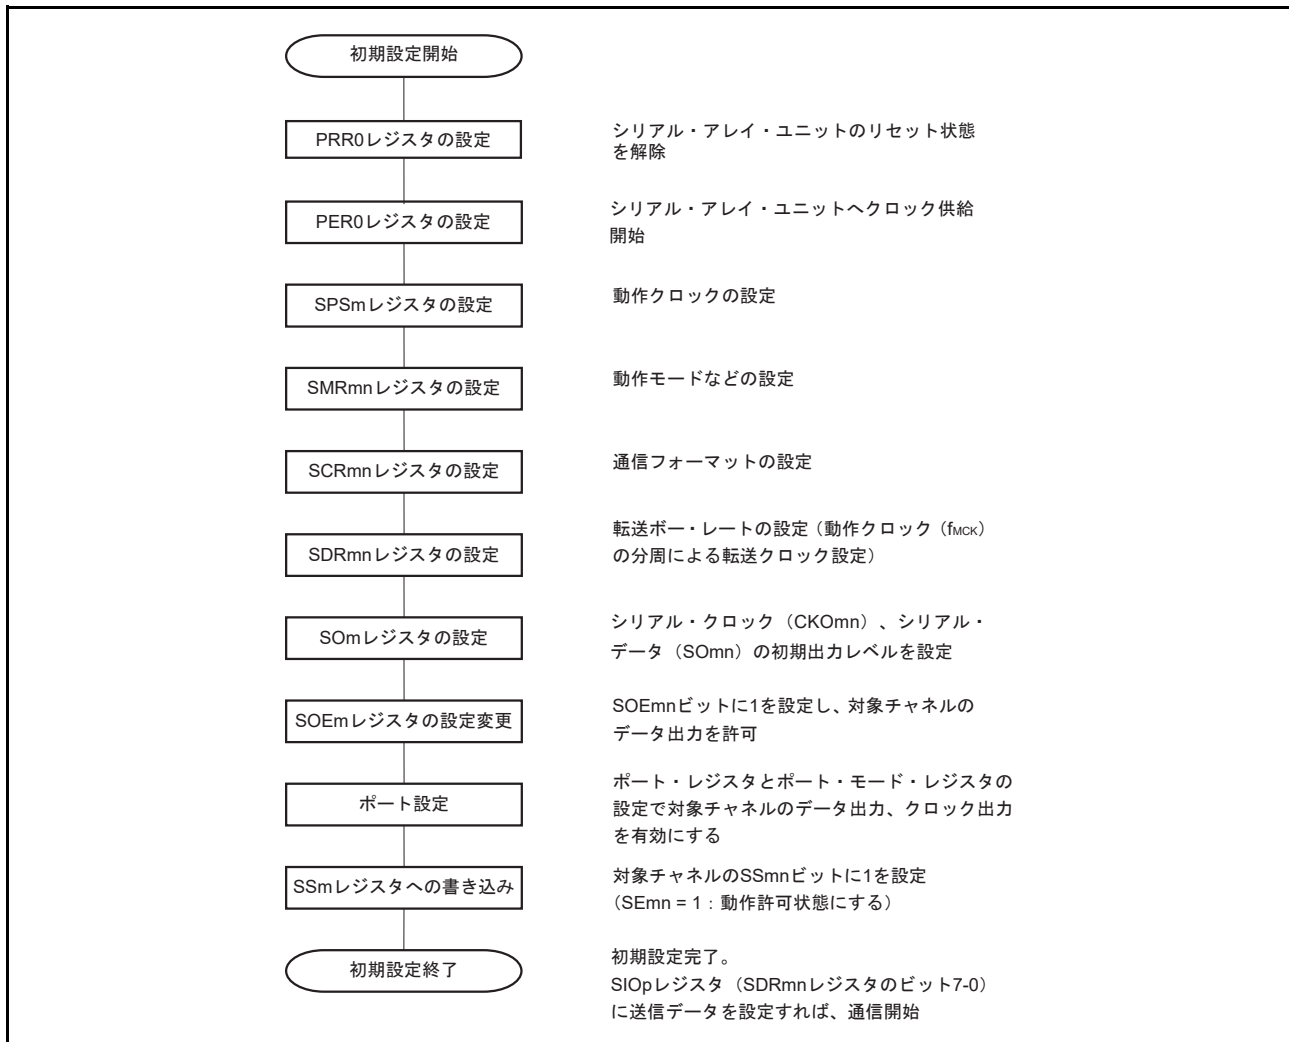 初期設定開始
PRR0レジスタの設定
シリアル・アレイ・ユニットのリセット状態
を解除
PER0レジスタの設定
シリアル・アレイ・ユニットへクロック供給
開始
SPSmレジスタの設定
動作クロックの設定
SMRmnレジスタの設定
動作モードなどの設定
SCRmnレジスタの設定
通信フォーマットの設定
SDRmnレジスタの設定
転送ボー・レートの設定（動作クロック（fMCK）
の分周による転送クロック設定）
SOmレジスタの設定
シリアル・クロック（CKOmn）、シリアル・
データ（SOmn）の初期出力レベルを設定
SOEmレジスタの設定変更
SOEmnビットに1を設定し、対象チャネルの
データ出力を許可
ポート設定
ポート・レジスタとポート・モード・レジスタの
設定で対象チャネルのデータ出力、クロック出力
を有効にする
SSmレジスタへの書き込み
対象チャネルのSSmnビットに1を設定
（SEmn = 1：動作許可状態にする）
初期設定終了
初期設定完了。
SIOpレジスタ（SDRmnレジスタのビット7-0）
に送信データを設定すれば、通信開始